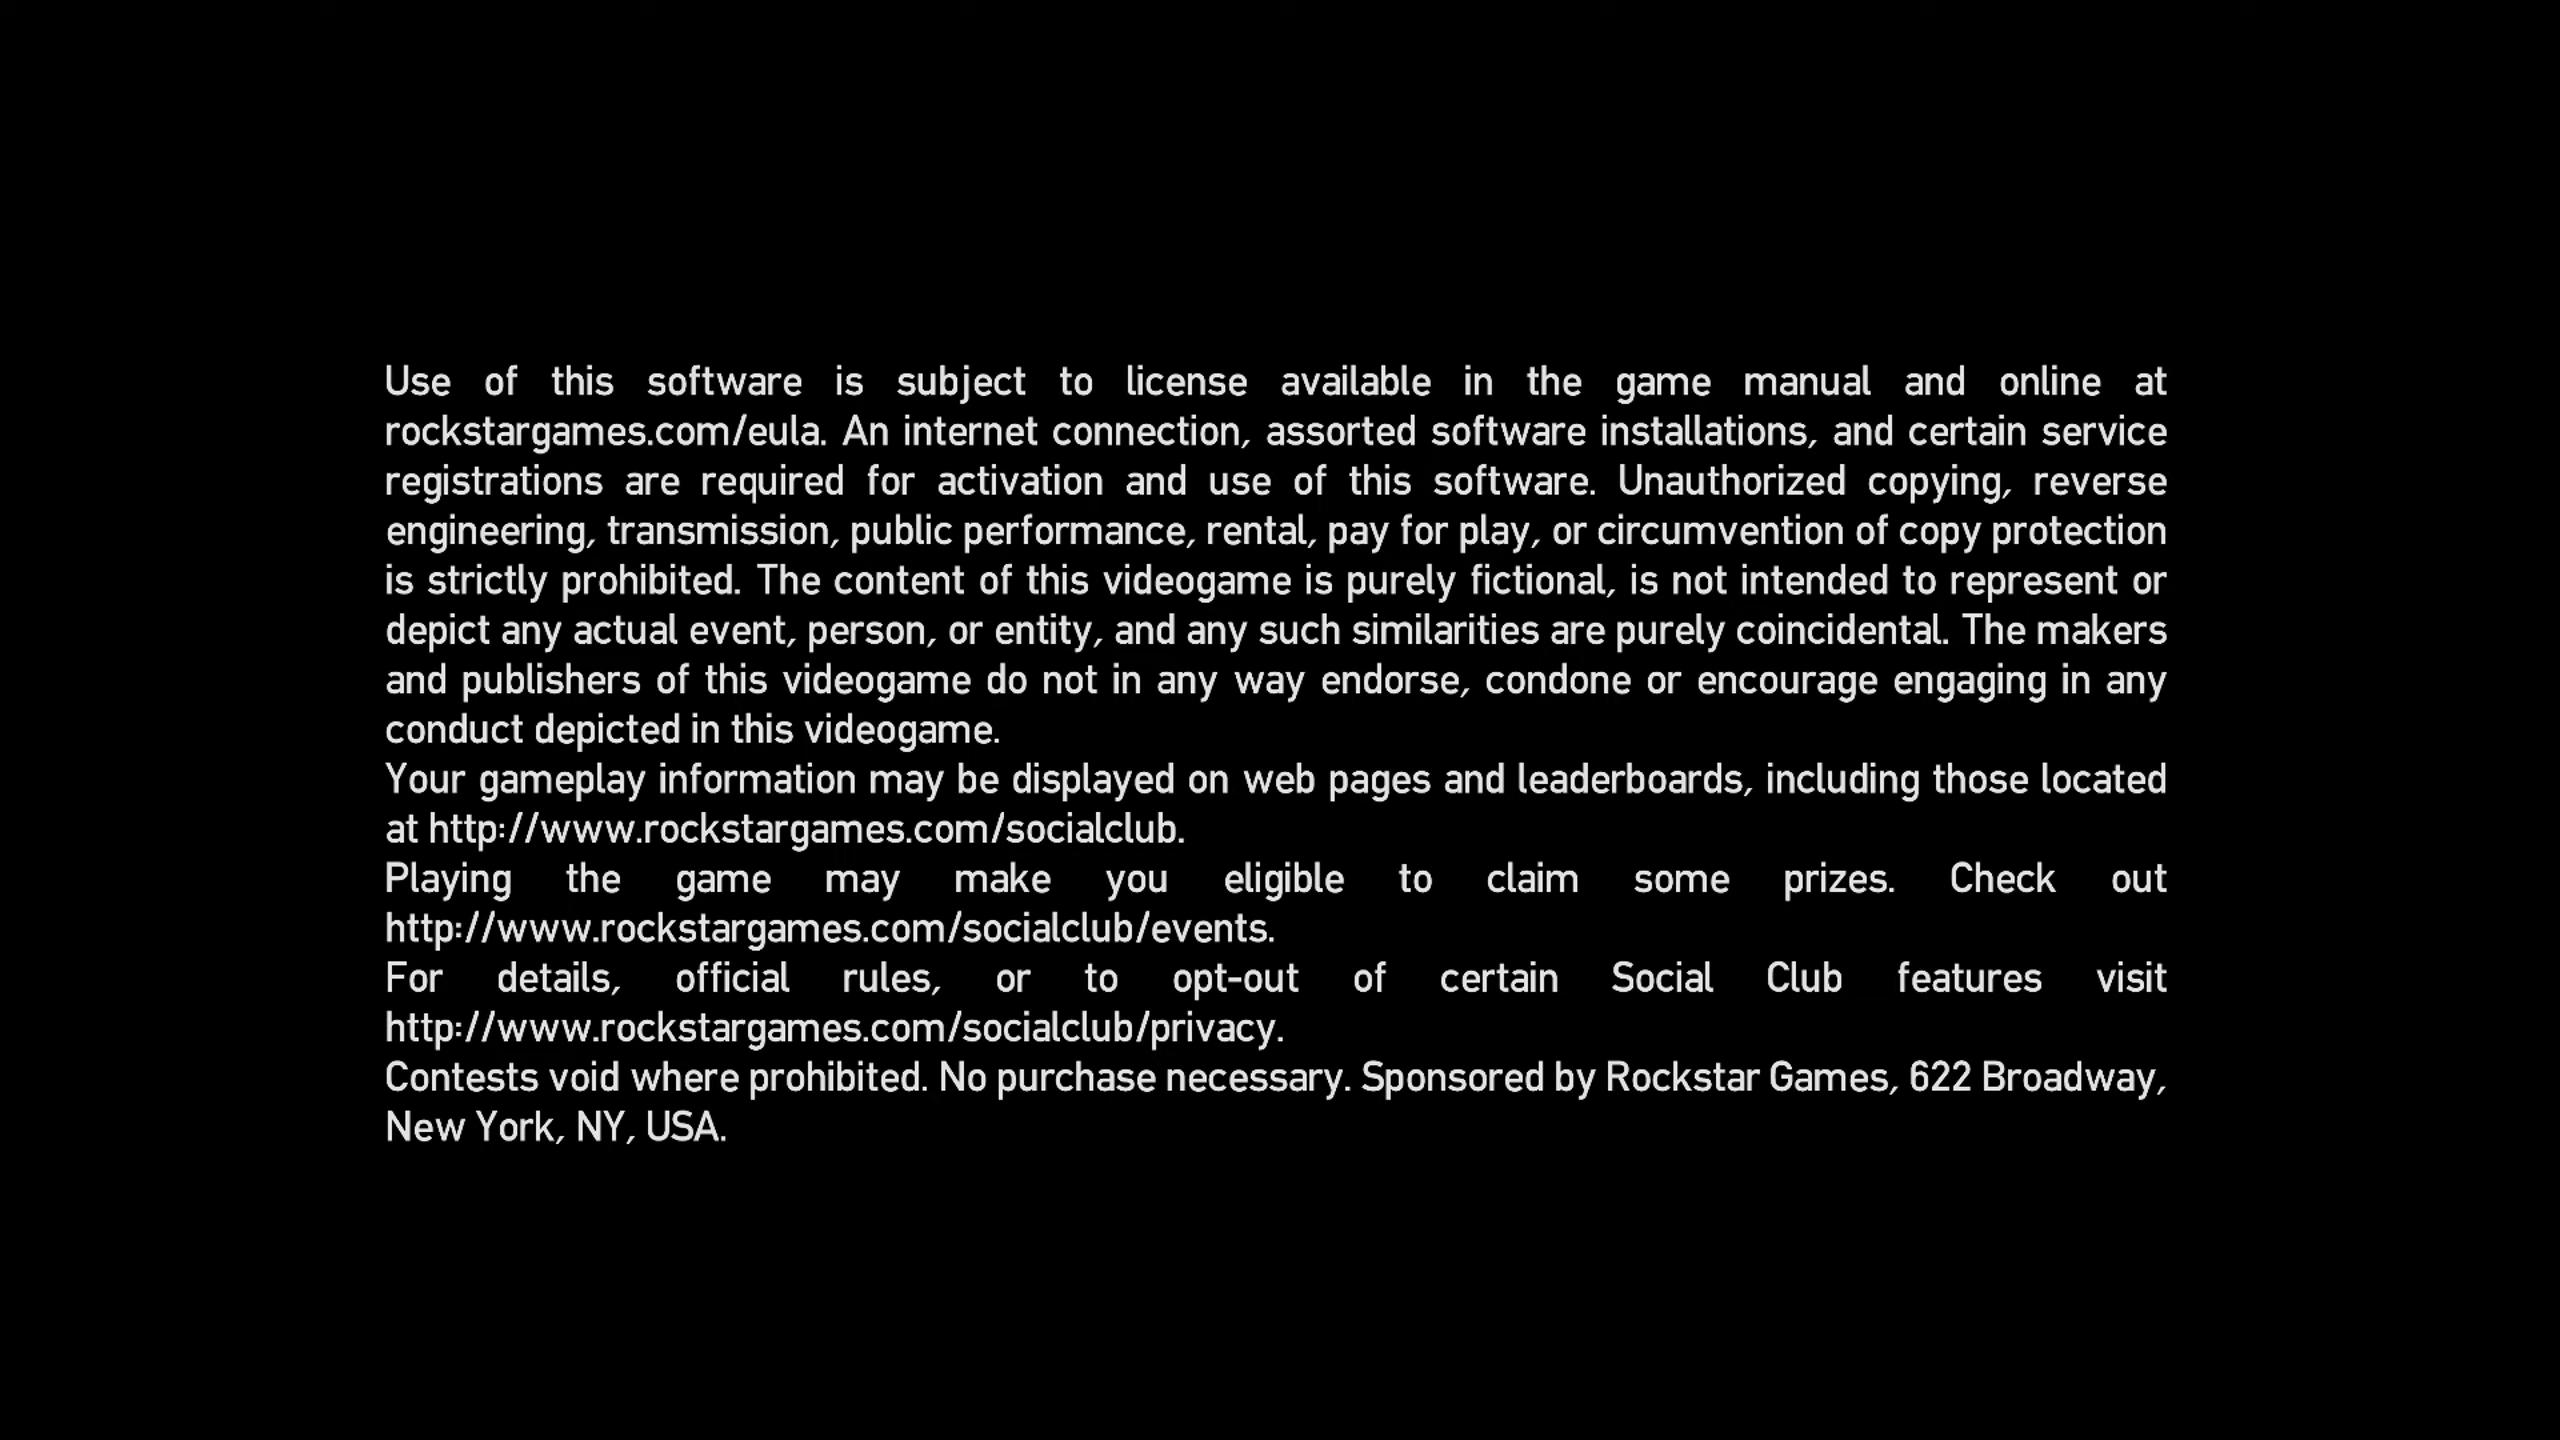 Use of this software is subject to license available in the game manual and online at
rockstargames.com/eula. An internet connection, assorted software installations, and certain service
registrations are required for activation and use of this software. Unauthorized copying, reverse
engineering, transmission, public performance, rental, pay for play, or circumvention of copy protection
is strictly prohibited. The content of this videogame is purely fictional, is not intended to represent or
depict any actual event, person, or entity, and any such similarities are purely coincidental. The makers
and publishers of this videogame do not in any way endorse, condone or encourage engaging in any
conduct depicted in this videogame.
Your gameplay information may be displayed on web pages and leaderboards, including those located
at http://www.rockstargames.com/socialclub.
Playing the game may make you eligible to claim some prizes. Check out
http://www.rockstargames.com/socialclub/events.
For details, official rules, or to opt-out of certain Social Club features visit
http://www.rockstargames.com/socialclub/privacy.
Contests void where prohibited. No purchase necessary. Sponsored by Rockstar Games, 622 Broadway,
New York, NY, USA.